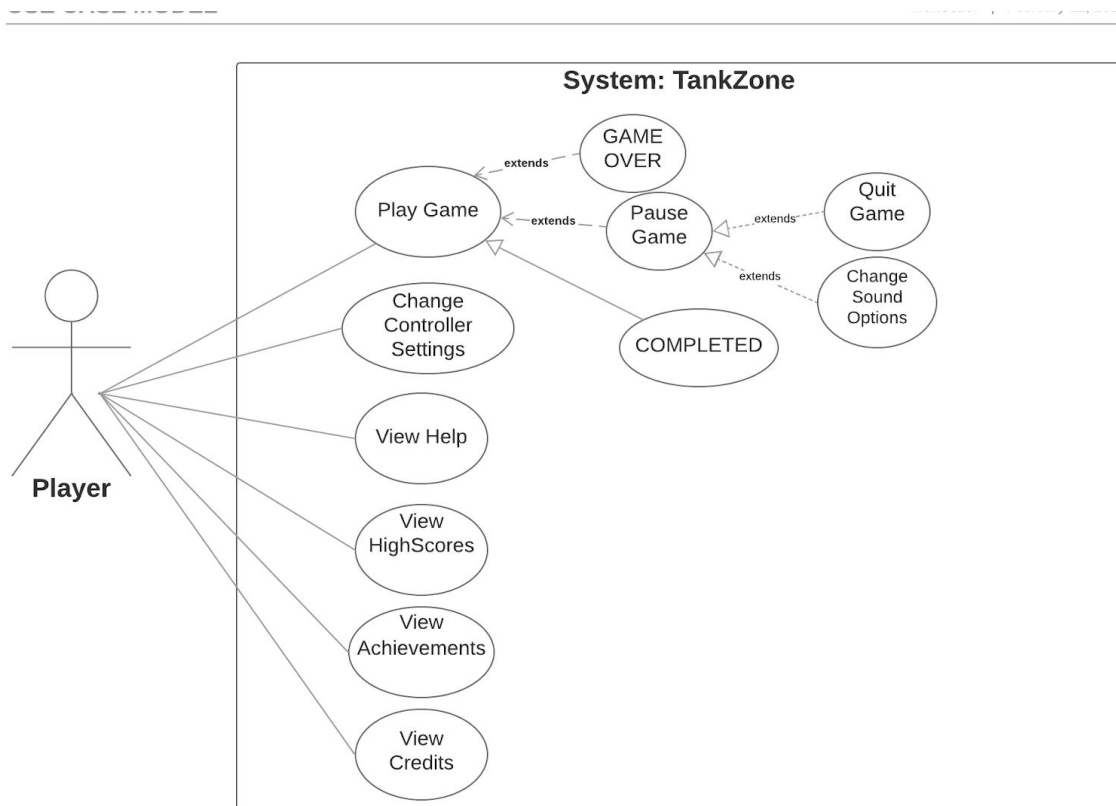 System: TankZone
GAME
OVER
extends
Play Game
extends
Pause
Game
extends
Quit
Game
extends
Change
Sound
Options
COMPLETED
Change
Controller
Settings
View Help
Player
View
HighScores
View
Achievements
View
Credits